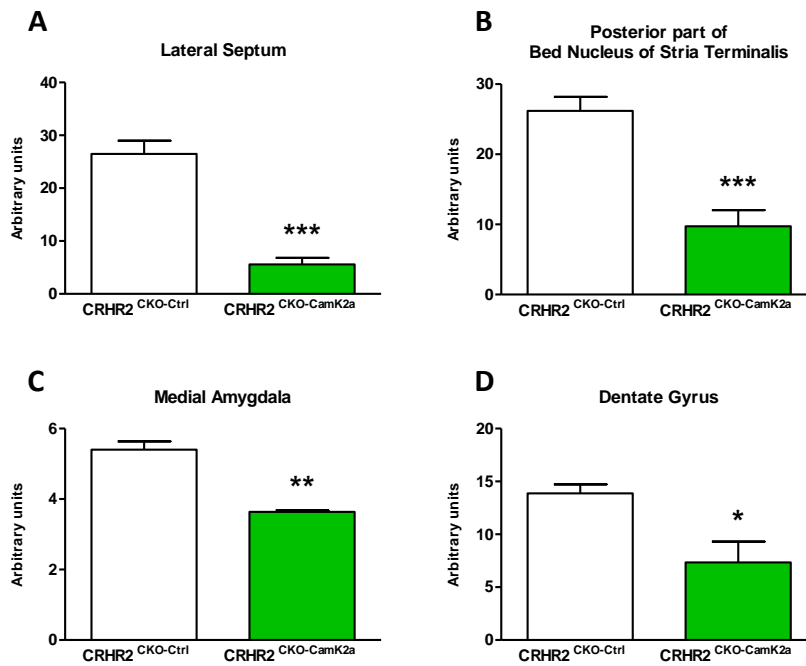 A
Lateral Septum
Arbitrary units
40
30
20
10
0
***
CRHR2 CKO-Ctrl
CRHR2 CKO-CamK2a
B
Posterior part of
Bed Nucleus of Stria Terminalis
Arbitrary units
30
20
10
0
***
CRHR2 CKO-Ctrl
CRHR2 CKO-CamK2a
C
Medial Amygdala
Arbitrary units
6
4
2
0
**
CRHR2 CKO-Ctrl
CRHR2 CKO-CamK2a
D
Dentate Gyrus
Arbitrary units
20
15
10
5
0
*
CRHR2 CKO-Ctrl
CRHR2 CKO-CamK2a